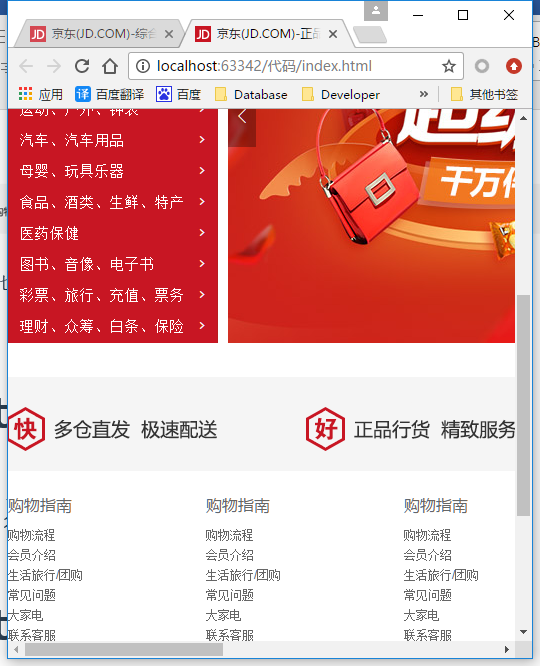 京东(JD.COM)-综合
京东(JD.COM)-正品
localhost:63342/代码/index.html
应用 百度翻译 百度 Database Developer » 其他书签
运动、户外、钟表
汽车、汽车用品
母婴、玩具乐器
食品、酒类、生鲜、特产
医药保健
图书、音像、电子书
彩票、旅行、充值、票务
理财、众筹、白条、保险
超级
千万件
快 多仓直发 极速配送
好 正品行货 精致服务
购物指南 购物指南 购物指南
购物流程 购物流程 购物流程
会员介绍 会员介绍 会员介绍
生活旅行/团购 生活旅行/团购 生活旅行/团购
常见问题 常见问题 常见问题
大家电 大家电 大家电
联系客服 联系客服 联系客服